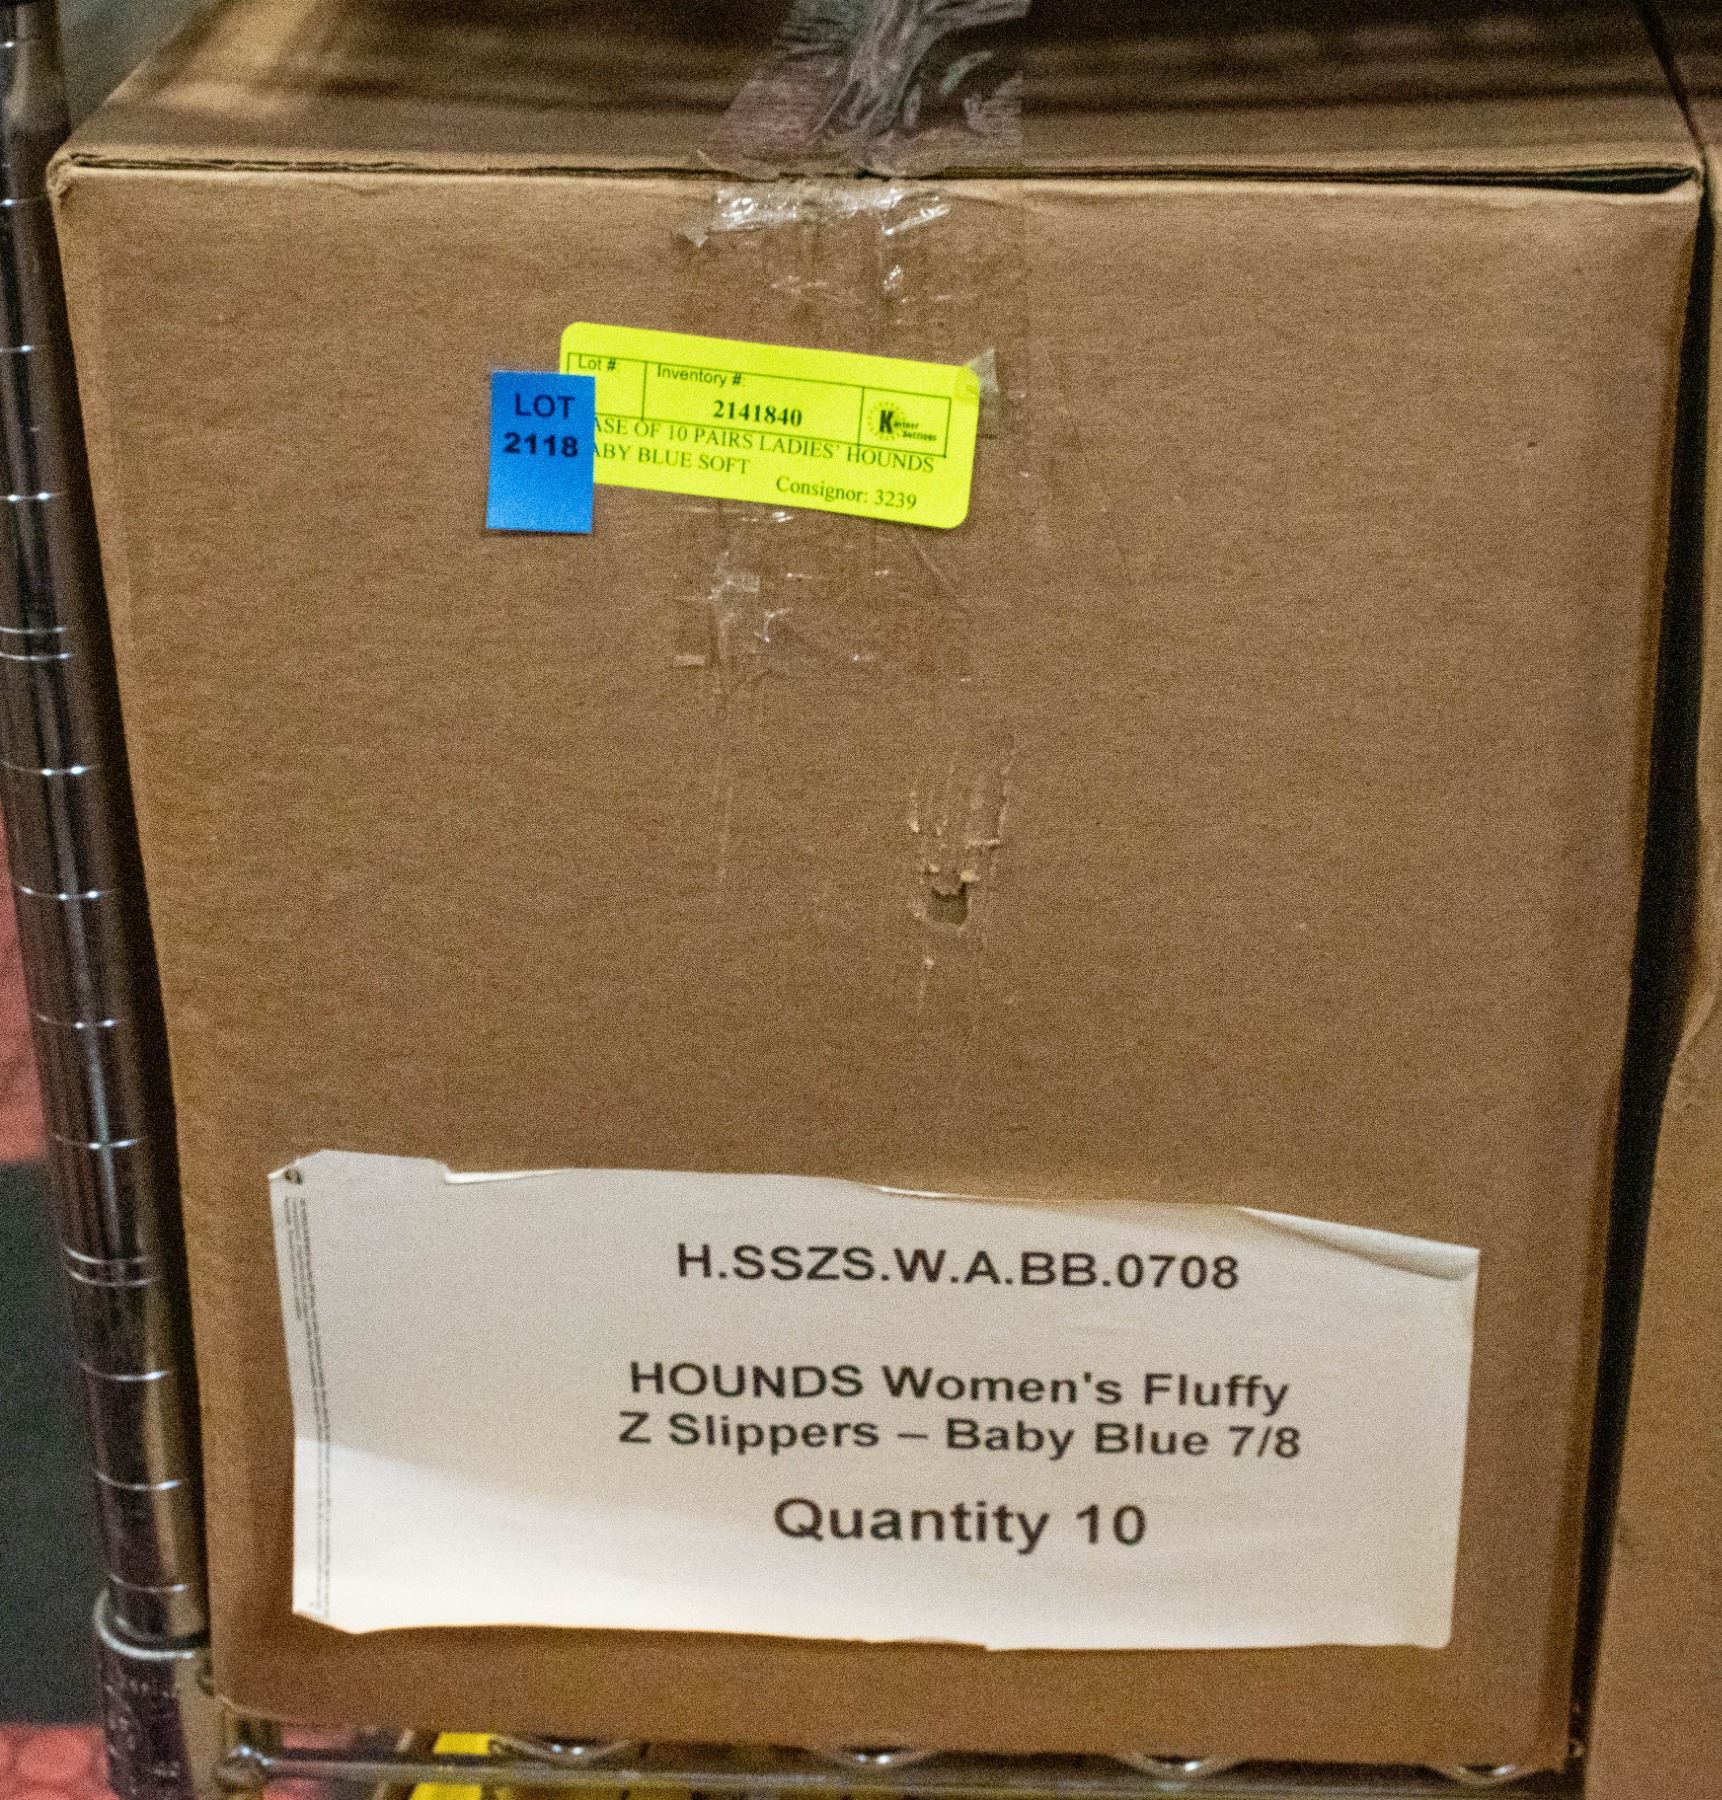 Lot #:
Inventory #:
2141840
LOT
2118
ASE OF 10 PAIRS LADIES' HOUNDS
ABY BLUE SOFT
Consignor: 3239
H.SSZS.W.A.BB.0708
HOUNDS Women's Fluffy
Z Slippers – Baby Blue 7/8
Quantity 10